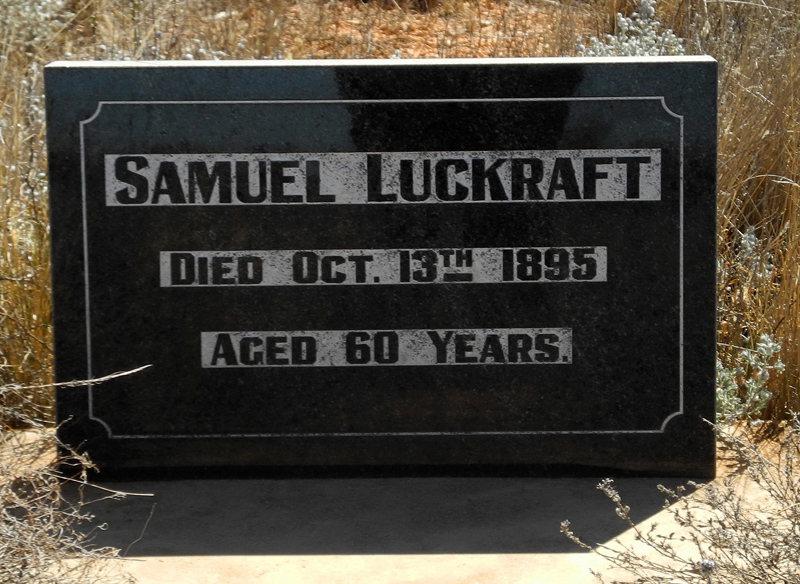 SAMUEL LUCKRAFT
DIED OCT. 13TH 1895
AGED 60 YEARS.